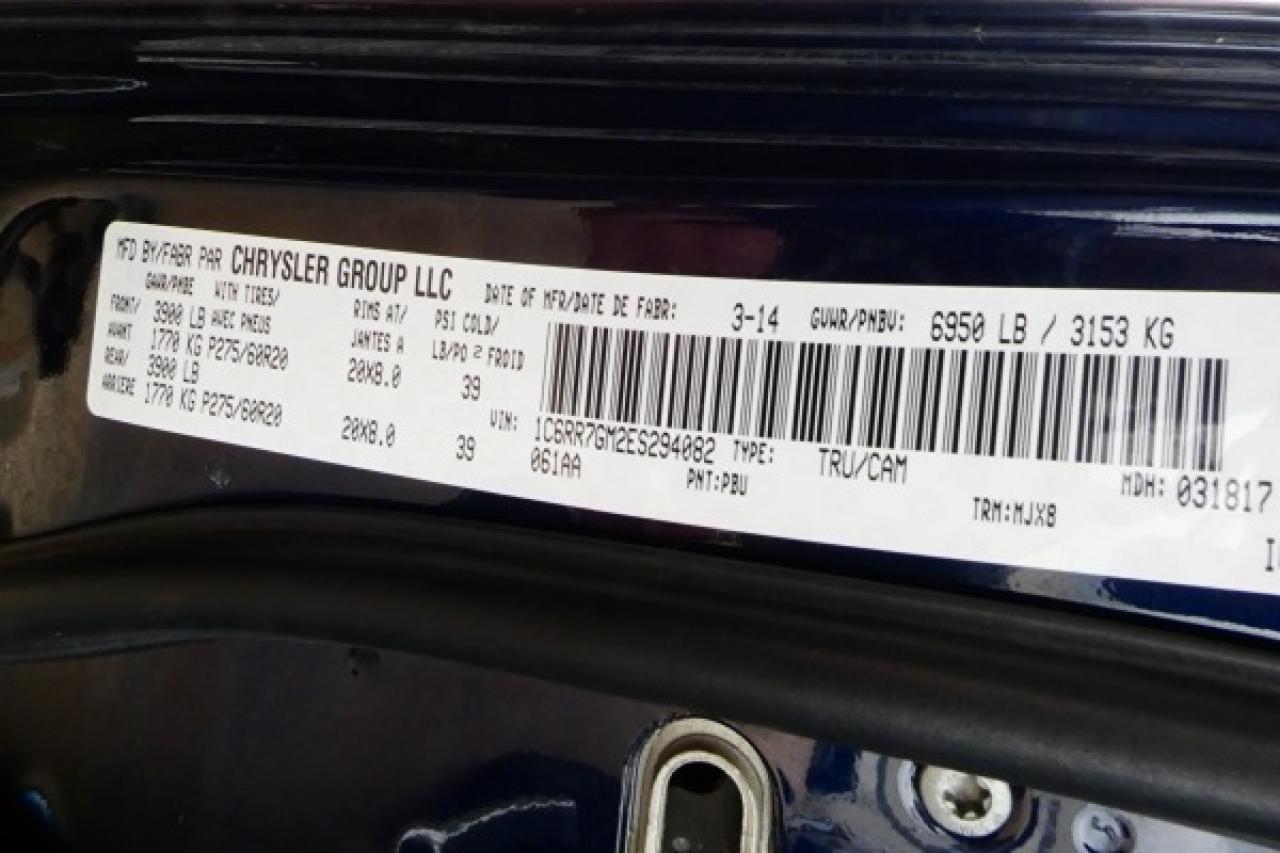 MFD BY/FABR PAR CHRYSLER GROUP LLC DATE OF MFR/DATE DE FABR: 3-14 GVWR/PNBV: 6950 LB / 3153 KG
GAWR/PNBE WITH TIRES/ RIMS AT/ PSI COLD/
FRONT/ 3900 LB AVEC PNEUS JANTES A LB/PO² FROID
AVANT 1770 KG P275/60R20 20X8.0 39
REAR/ 3900 LB
ARRIERE 1770 KG P275/60R20 20X8.0 39
VIN: 1C6RR7GM2ES294082 TYPE: TRU/CAM MDH: 031817
061AA PNT:PBU TRM:MJXB